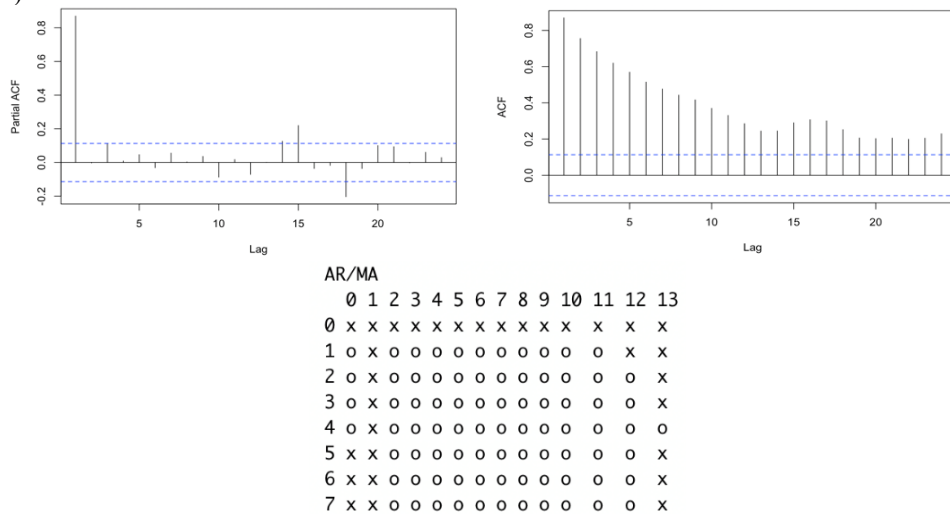 )
Partial ACF
0.8
0.6
0.4
0.2
0.0
-0.2
5 10 15 20
Lag
ACF
0.8
0.6
0.4
0.2
0.0
5 10 15 20
Lag
AR/MA
0 1 2 3 4 5 6 7 8 9 10 11 12 13
0 x x x x x x x x x x x x x x
1 o x o o o o o o o o o o x x
2 o x o o o o o o o o o o o x
3 o x o o o o o o o o o o o x
4 o x o o o o o o o o o o o o
5 x x o o o o o o o o o o o x
6 x x o o o o o o o o o o o x
7 x x o o o o o o o o o o o x